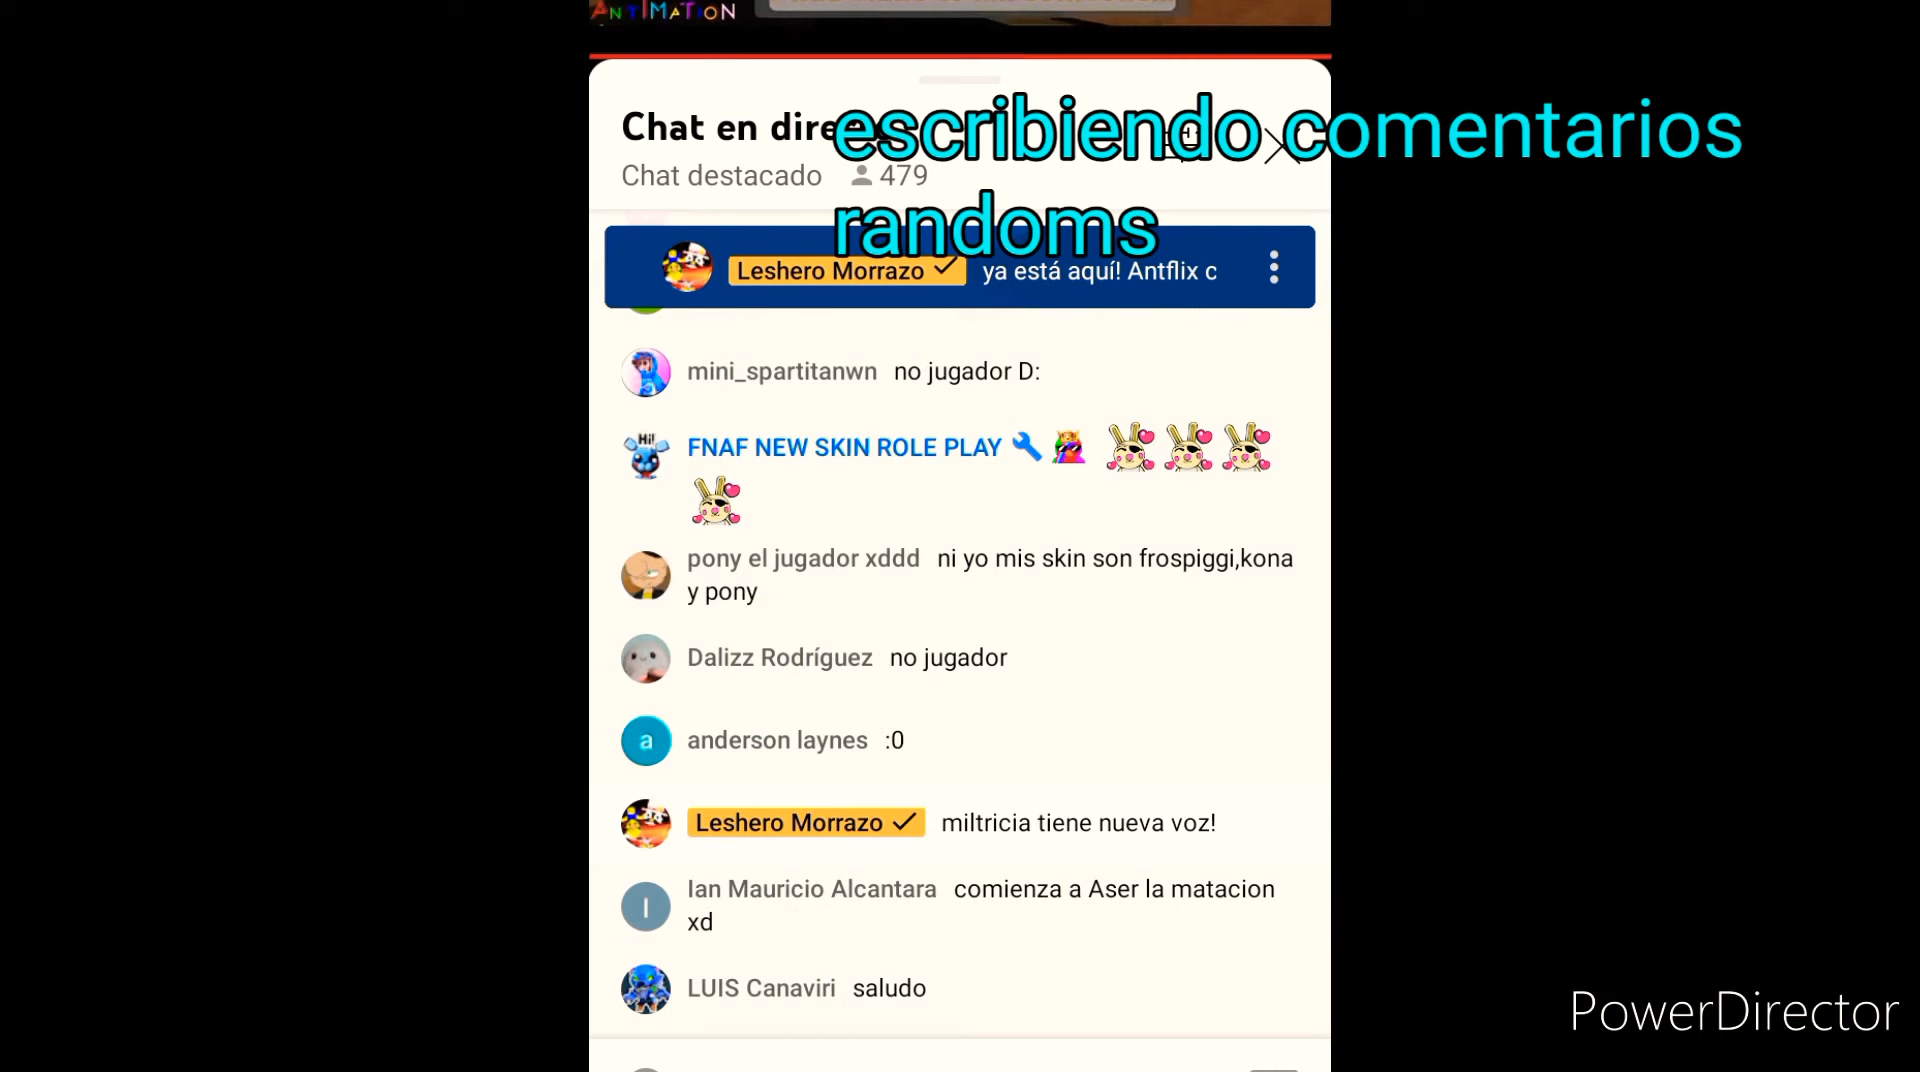 ANTIMATION
Chat en dire
escribiendo comentarios
randoms
Chat destacado 479
Leshero Morrazo ya está aquí! Antflix c
mini_spartitanwn no jugador D:
Hi!
FNAF NEW SKIN ROLE PLAY
pony el jugador xddd ni yo mis skin son frospiggi,kona
y pony
Dalizz Rodríguez no jugador
a anderson laynes :0
Leshero Morrazo miltricia tiene nueva voz!
I Ian Mauricio Alcantara comienza a Aser la matacion
xd
LUIS Canaviri saludo
PowerDirector